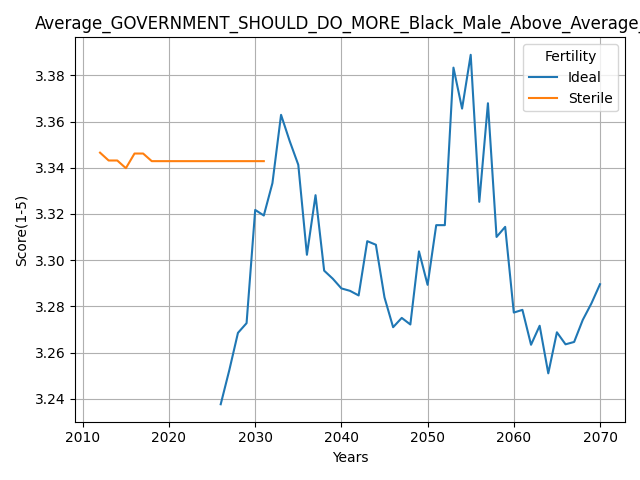 Average_GOVERNMENT_SHOULD_DO_MORE_Black_Male_Above_Average_
Fertility
Ideal
Sterile
Score(1-5)
3.38
3.36
3.34
3.32
3.30
3.28
3.26
3.24
2010 2020 2030 2040 2050 2060 2070
Years